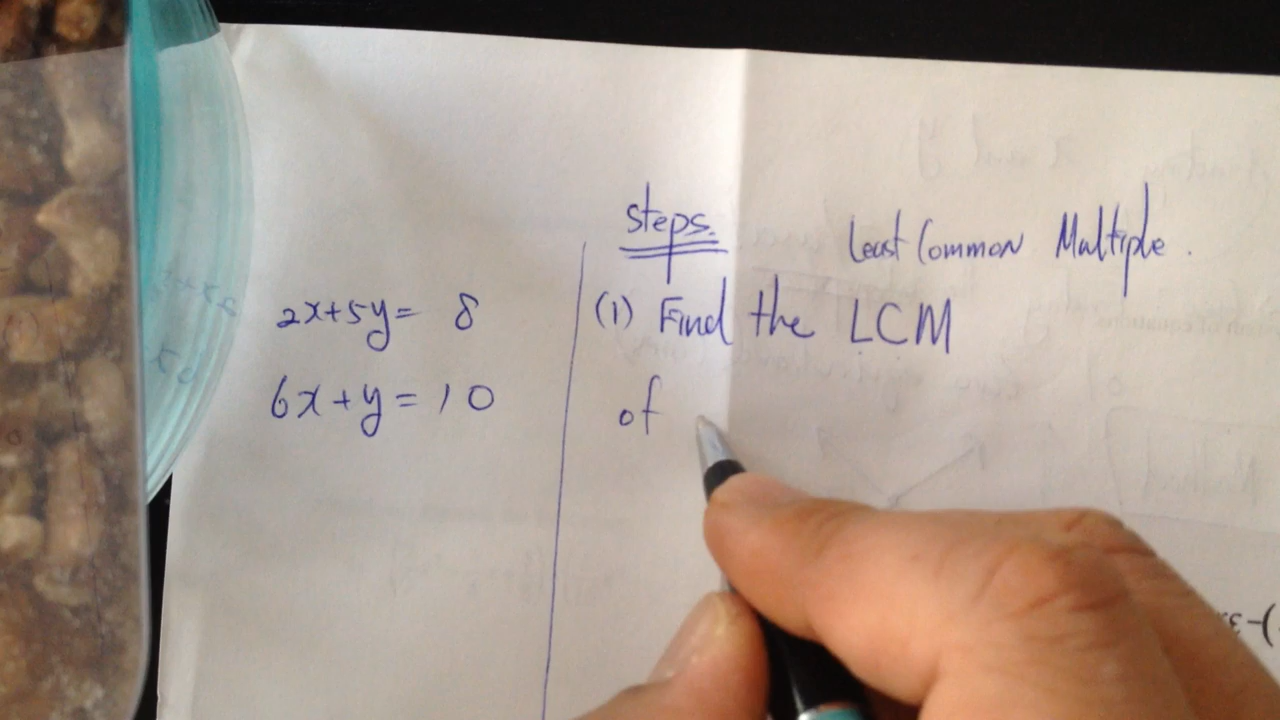 steps.
Least Common Multiple.
2x+5y= 8
(1) Find the LCM
6x+y=10
of